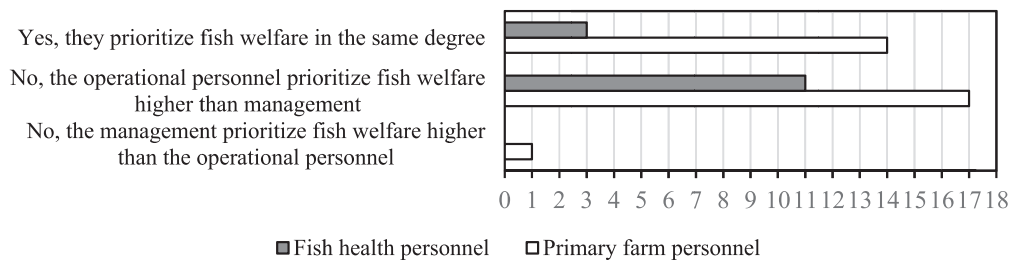 Yes, they prioritize fish welfare in the same degree
No, the operational personnel prioritize fish welfare
higher than management
No, the management prioritize fish welfare higher
than the operational personnel
0 1 2 3 4 5 6 7 8 9 10 11 12 13 14 15 16 17 18
Fish health personnel Primary farm personnel